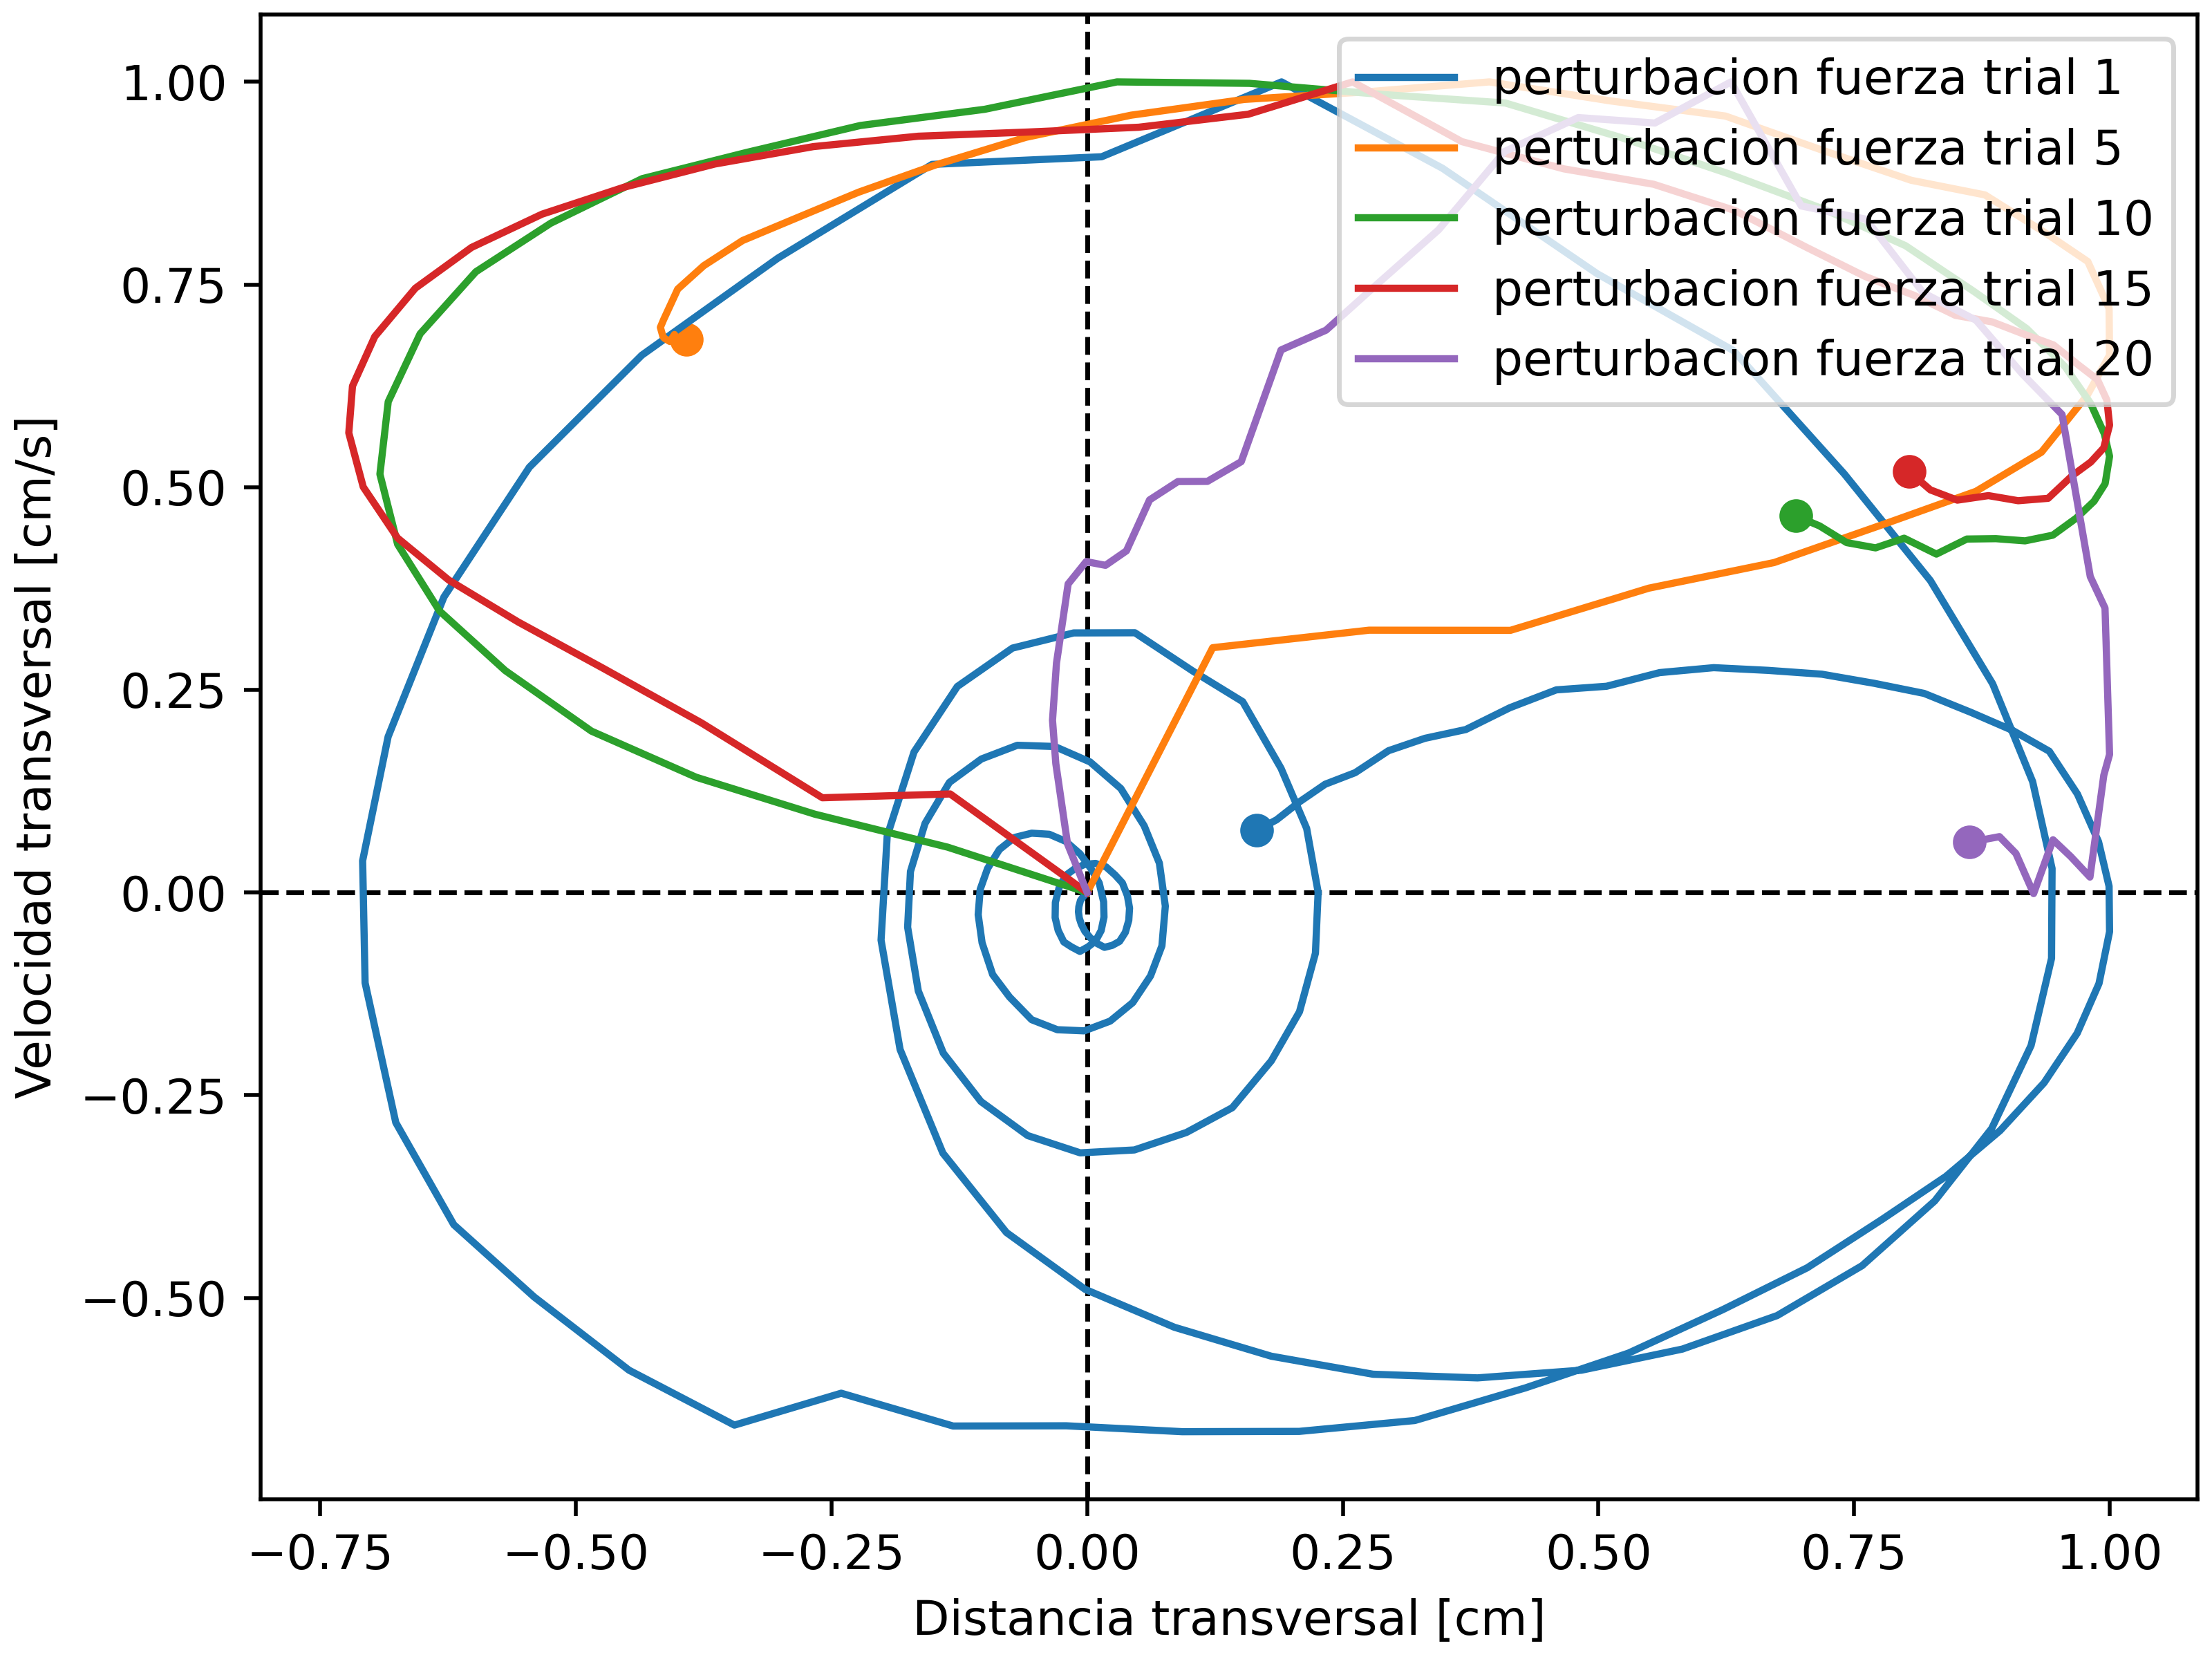 perturbacion fuerza trial 1
perturbacion fuerza trial 5
perturbacion fuerza trial 10
perturbacion fuerza trial 15
perturbacion fuerza trial 20
Velocidad transversal [cm/s]
1.00
0.75
0.50
0.25
0.00
−0.25
−0.50
−0.75 −0.50 −0.25 0.00 0.25 0.50 0.75 1.00
Distancia transversal [cm]